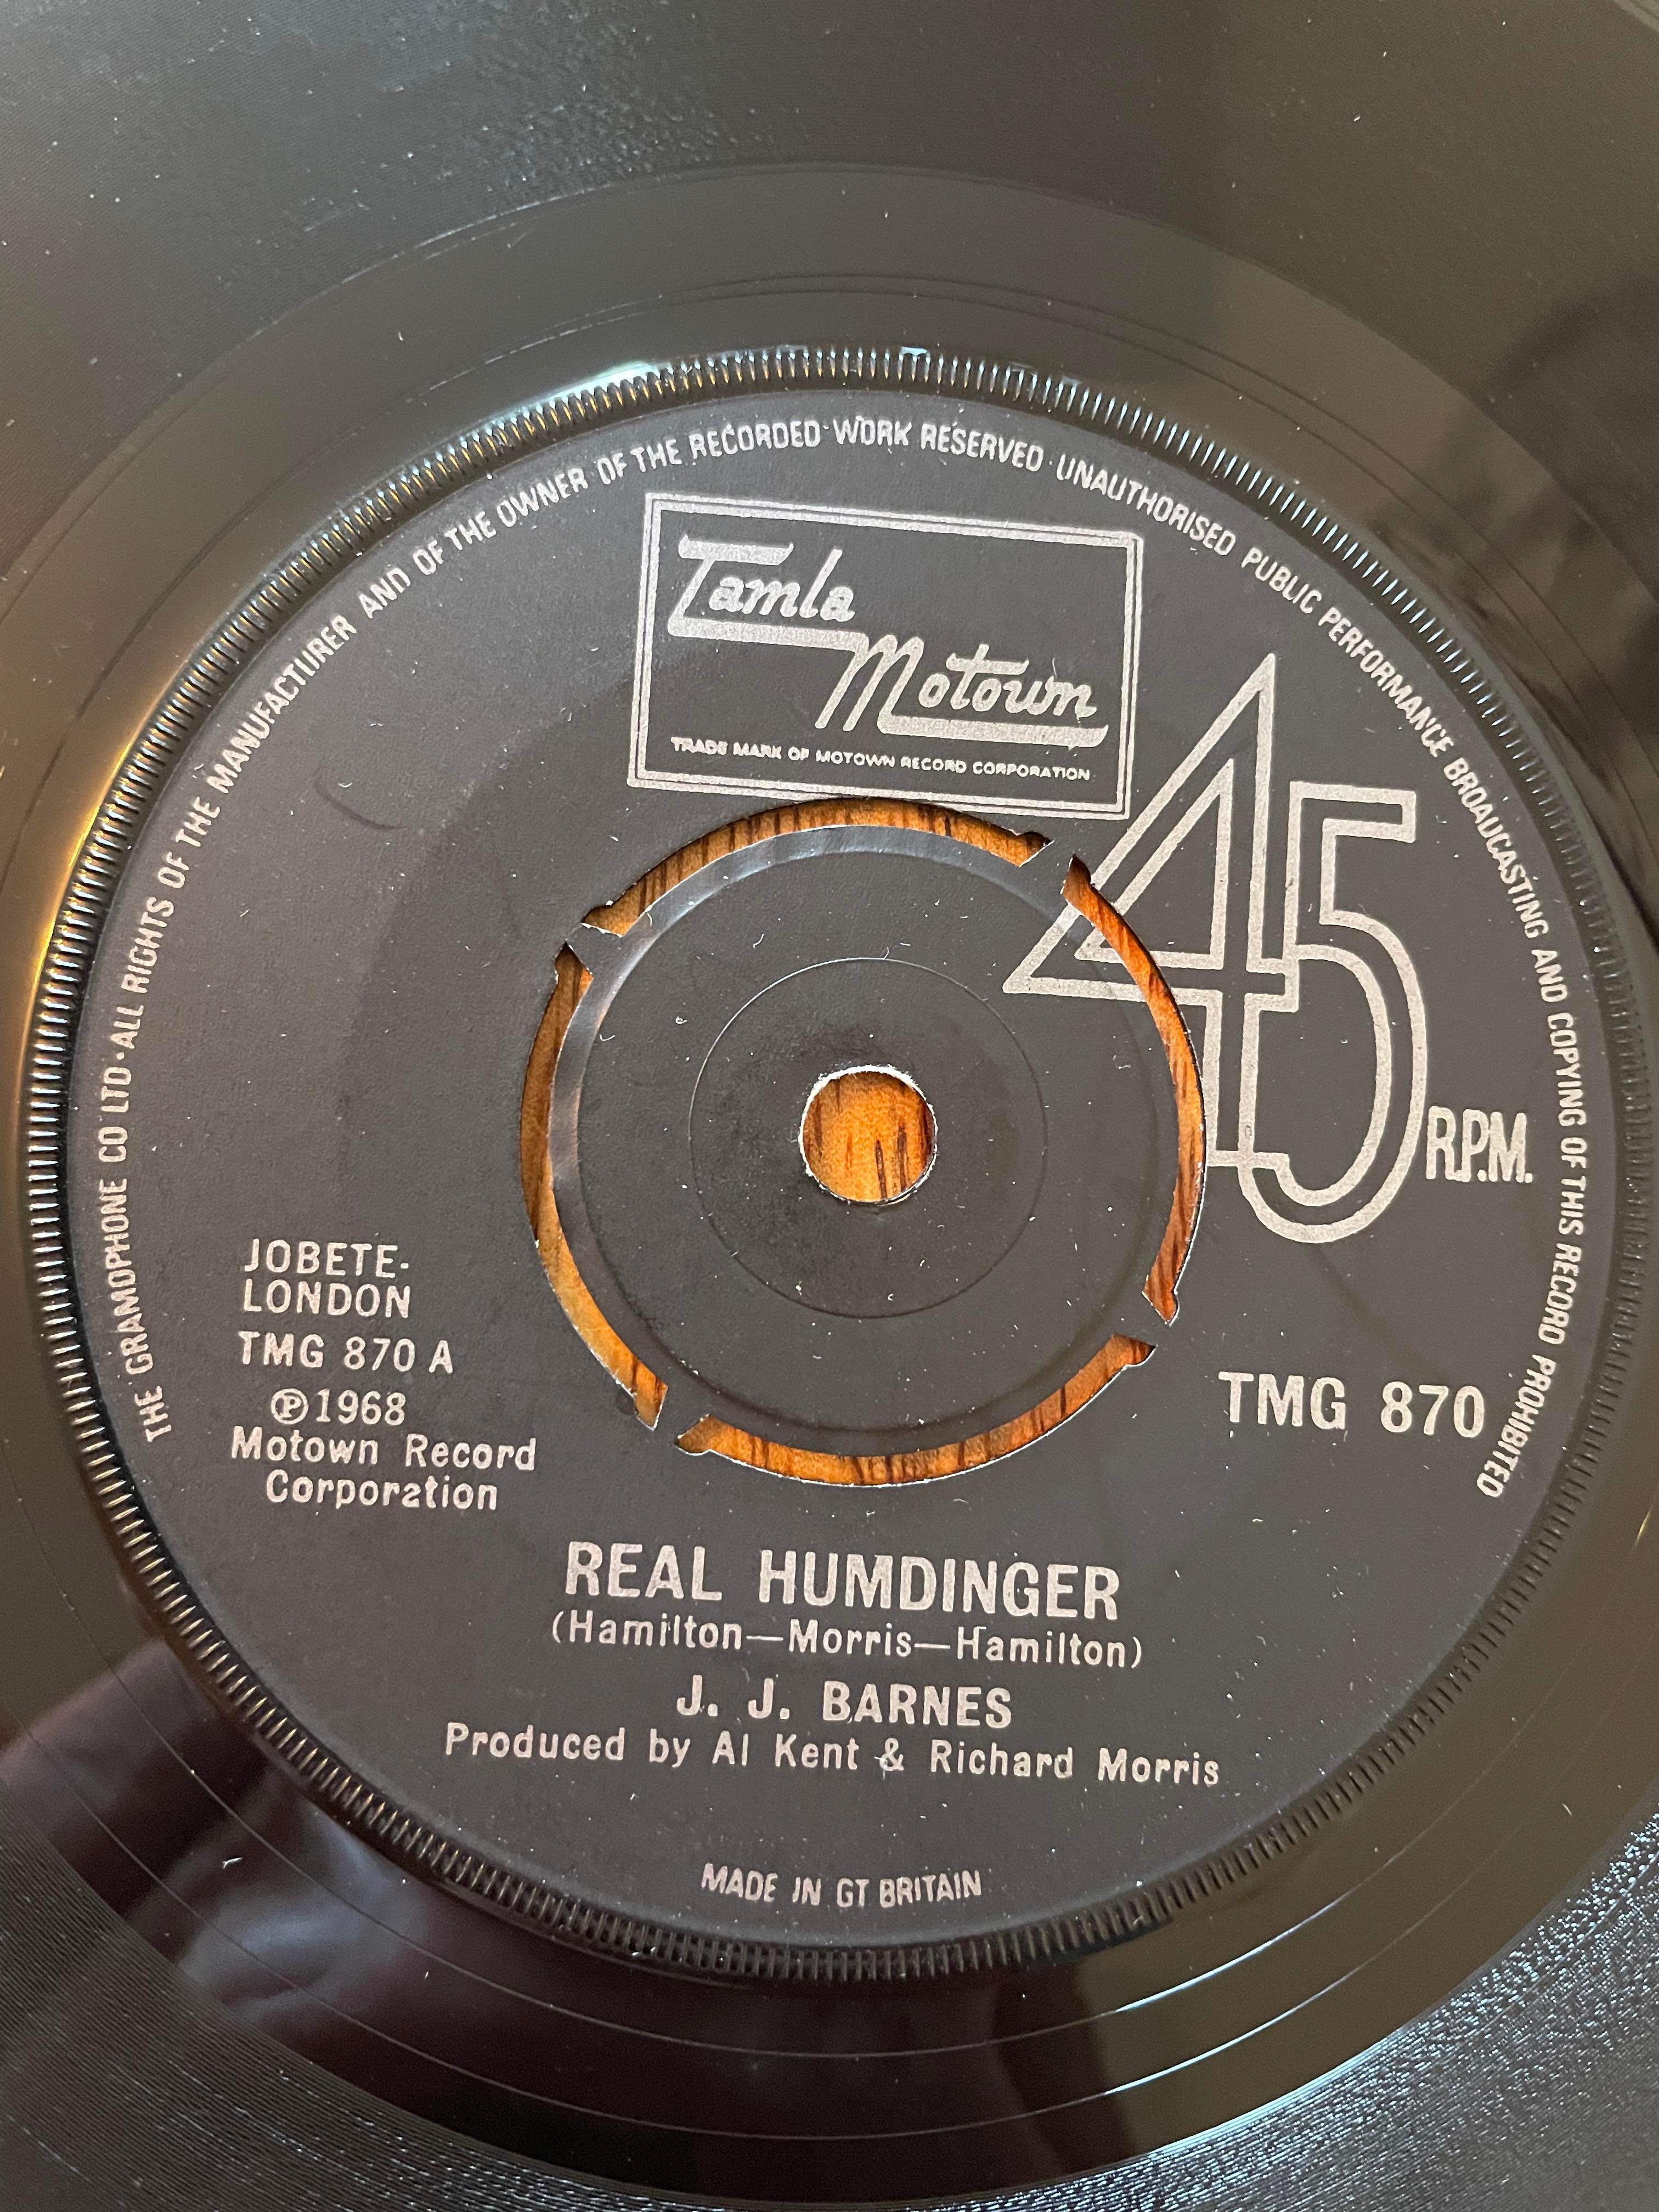 THE GRAMOPHONE CO LTD · ALL RIGHTS OF THE MANUFACTURER AND OF THE OWNER OF THE RECORDED WORK RESERVED · UNAUTHORISED PUBLIC PERFORMANCE BROADCASTING AND COPYING OF THIS RECORD PROHIBITED
Tamla
Motown
TRADE MARK OF MOTOWN RECORD CORPORATION
45
R.P.M.
JOBETE-
LONDON
TMG 870 A
℗1968
Motown Record
Corporation
TMG 870
REAL HUMDINGER
(Hamilton—Morris—Hamilton)
J. J. BARNES
Produced by Al Kent & Richard Morris
MADE IN GT BRITAIN